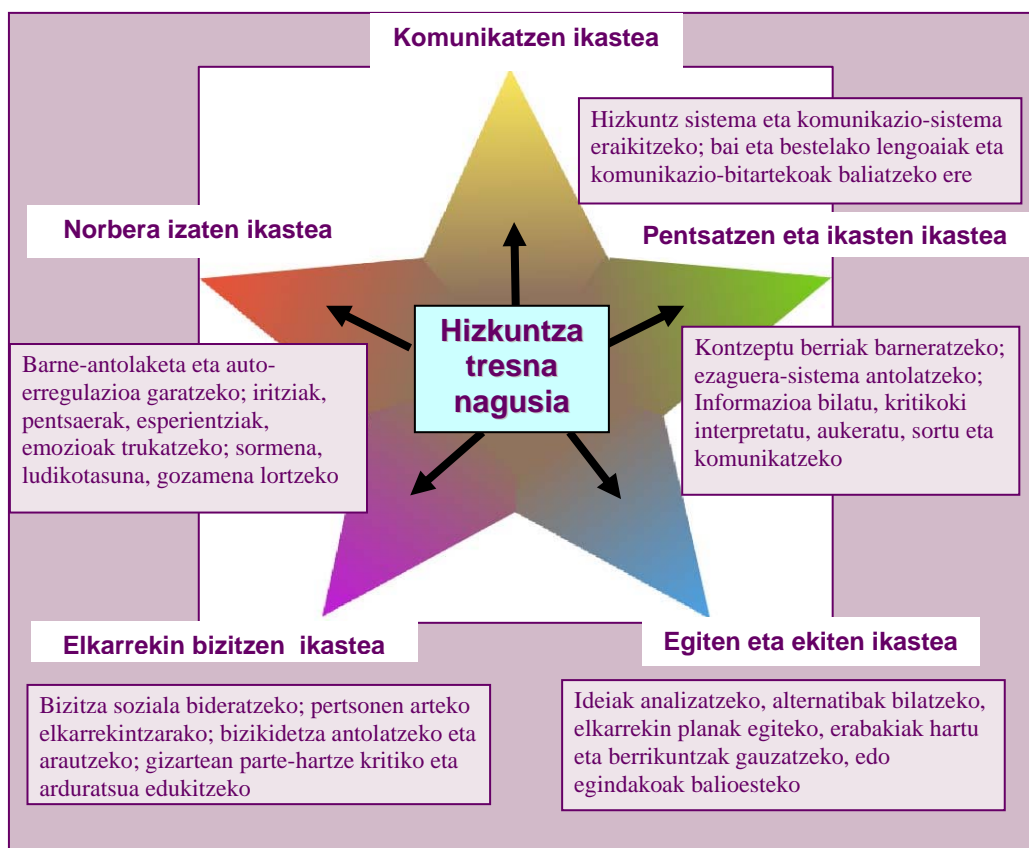 Komunikatzen ikastea
Hizkuntz sistema eta komunikazio-sistema
eraikitzeko; bai eta bestelako lengoaiak eta
komunikazio-bitartekoak baliatzeko ere
Norbera izaten ikastea
Pentsatzen eta ikasten ikastea
Hizkuntza
tresna
nagusia
Barne-antolaketa eta auto-
erregulazioa garatzeko; iritziak,
pentsaerak, esperientziak,
emozioak trukatzeko; sormena,
ludikotasuna, gozamena lortzeko
Kontzeptu berriak barneratzeko;
ezaguera-sistema antolatzeko;
Informazioa bilatu, kritikoki
interpretatu, aukeratu, sortu eta
komunikatzeko
Elkarrekin bizitzen ikastea
Egiten eta ekiten ikastea
Bizitza soziala bideratzeko; pertsonen arteko
elkarrekintzarako; bizikidetza antolatzeko eta
arautzeko; gizartean parte-hartze kritiko eta
arduratsua edukitzeko
Ideiak analizatzeko, alternatibak bilatzeko,
elkarrekin planak egiteko, erabakiak hartu
eta berrikuntzak gauzatzeko, edo
egindakoak balioesteko